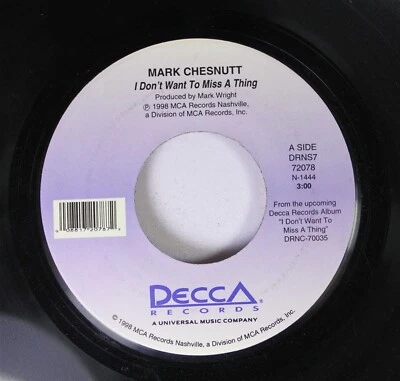 MARK CHESNUTT
I Don't Want To Miss A Thing
Produced by Mark Wright
℗ 1998 MCA Records Nashville,
a Division of MCA Records, Inc.
A SIDE
DRNS7
72078
N-1444
3:00
From the upcoming
Decca Records Album
"I Don't Want To
Miss A Thing"
DRNC-70035
DECCA®
RECORDS
A UNIVERSAL MUSIC COMPANY
©1998 MCA Records Nashville, a Division of MCA Records, Inc.